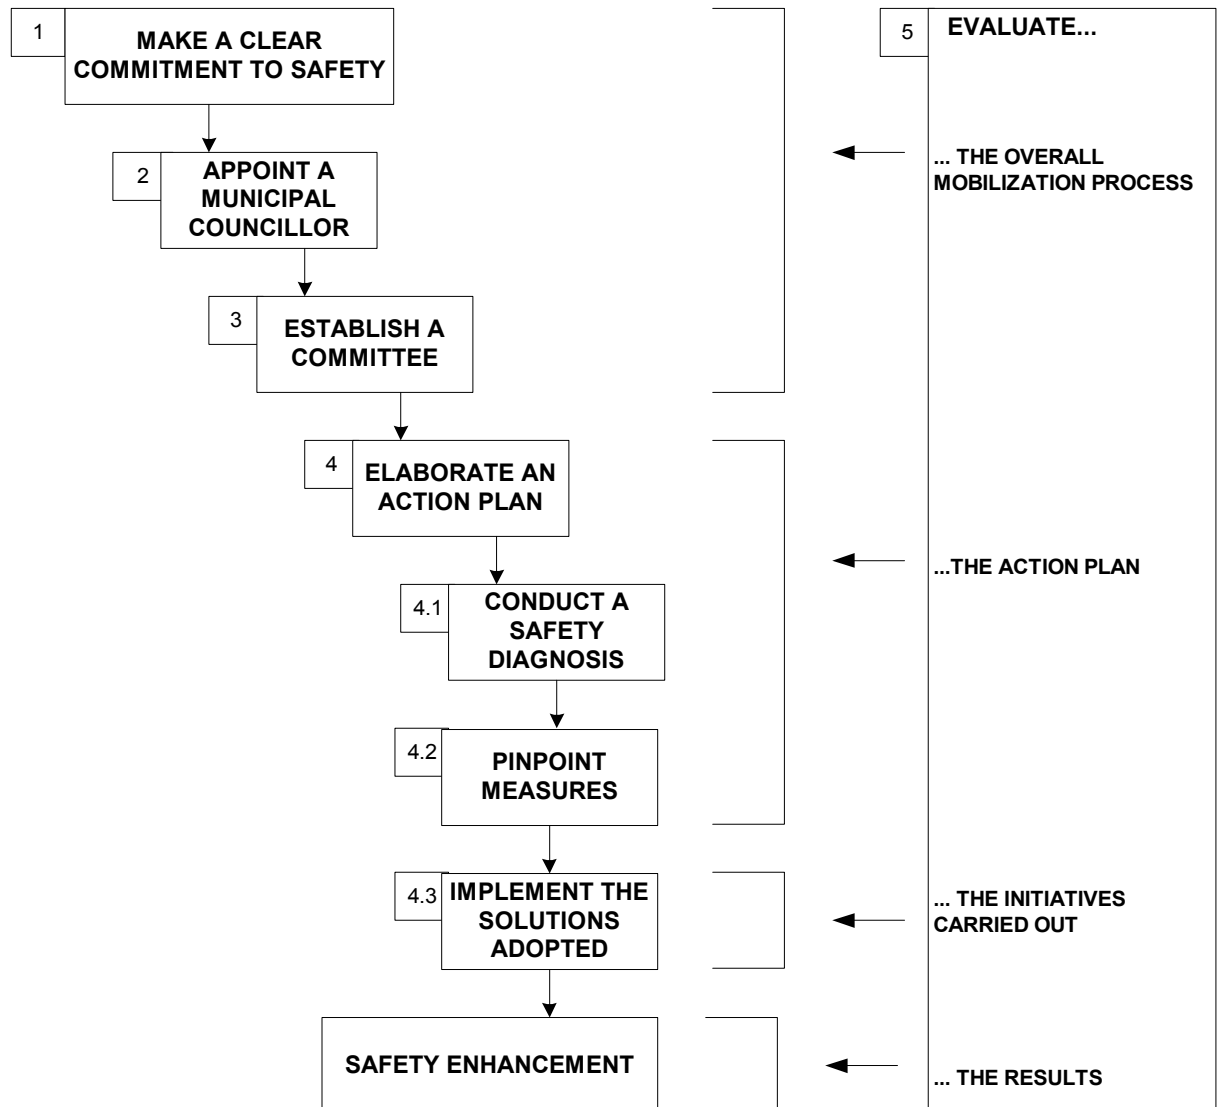 1
MAKE A CLEAR
COMMITMENT TO SAFETY
2
APPOINT A
MUNICIPAL
COUNCILLOR
3
ESTABLISH A
COMMITTEE
4
ELABORATE AN
ACTION PLAN
4.1
CONDUCT A
SAFETY
DIAGNOSIS
4.2
PINPOINT
MEASURES
4.3
IMPLEMENT THE
SOLUTIONS
ADOPTED
SAFETY ENHANCEMENT
5
EVALUATE...
... THE OVERALL
MOBILIZATION PROCESS
...THE ACTION PLAN
... THE INITIATIVES
CARRIED OUT
... THE RESULTS